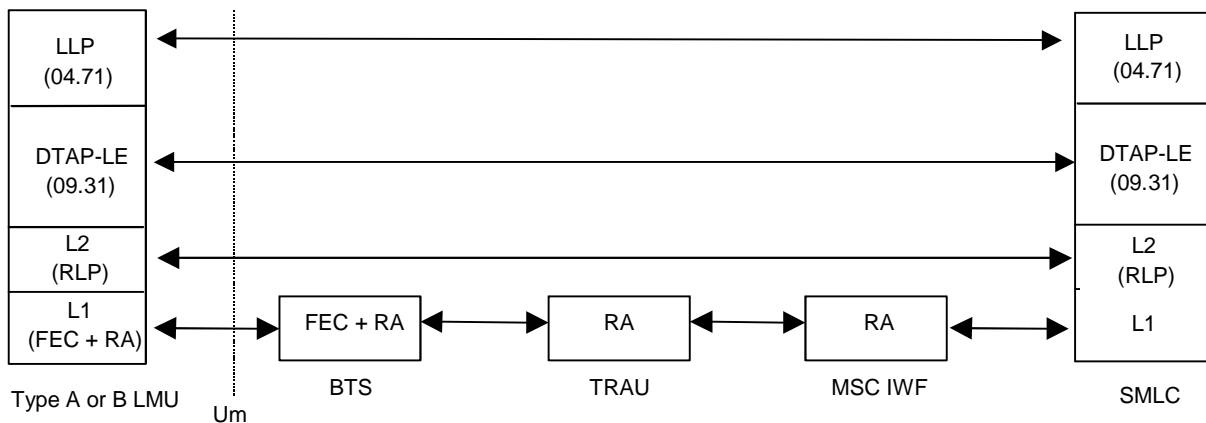 LLP
(04.71)
LLP
(04.71)
DTAP-LE
(09.31)
DTAP-LE
(09.31)
L2
(RLP)
L2
(RLP)
L1
(FEC + RA)
FEC + RA
RA
RA
L1
Type A or B LMU
Um
BTS
TRAU
MSC IWF
SMLC